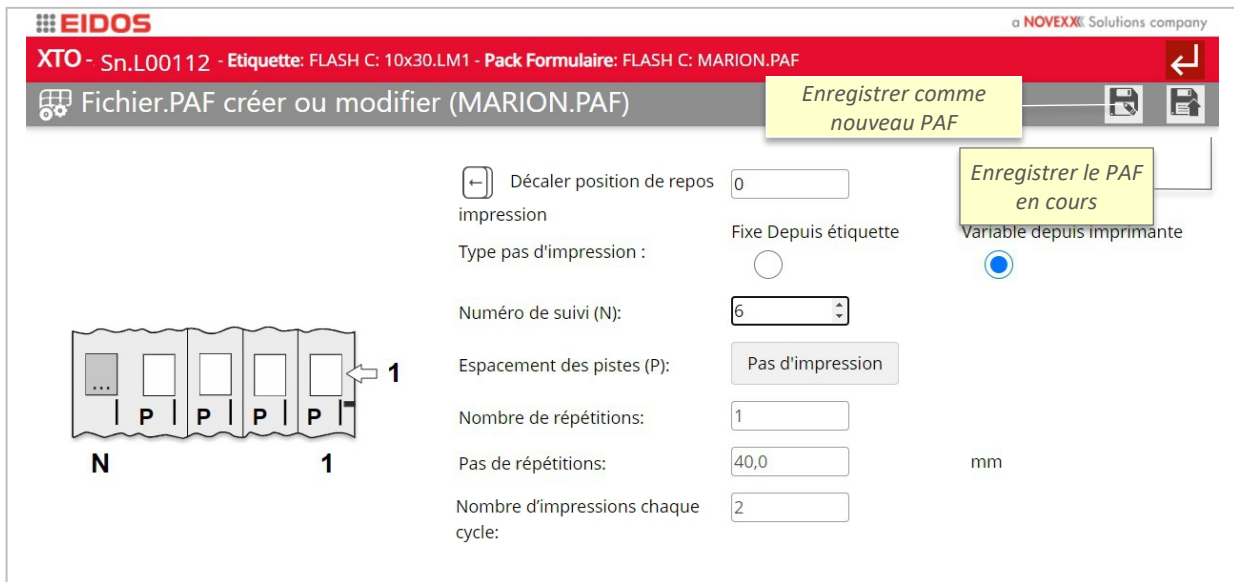 EIDOS
a NOVEXX Solutions company
XTO - Sn.L00112 - Etiquette: FLASH C: 10x30.LM1 - Pack Formulaire: FLASH C: MARION.PAF
Fichier.PAF créer ou modifier (MARION.PAF)
Enregistrer comme
nouveau PAF
Enregistrer le PAF
en cours
Décaler position de repos
impression
0
Fixe Depuis étiquette
Variable depuis imprimante
Type pas d'impression :
Numéro de suivi (N):
6
Espacement des pistes (P):
Pas d'impression
Nombre de répétitions:
1
Pas de répétitions:
40,0
mm
Nombre d’impressions chaque
cycle:
2
...
P P P P
1
N 1